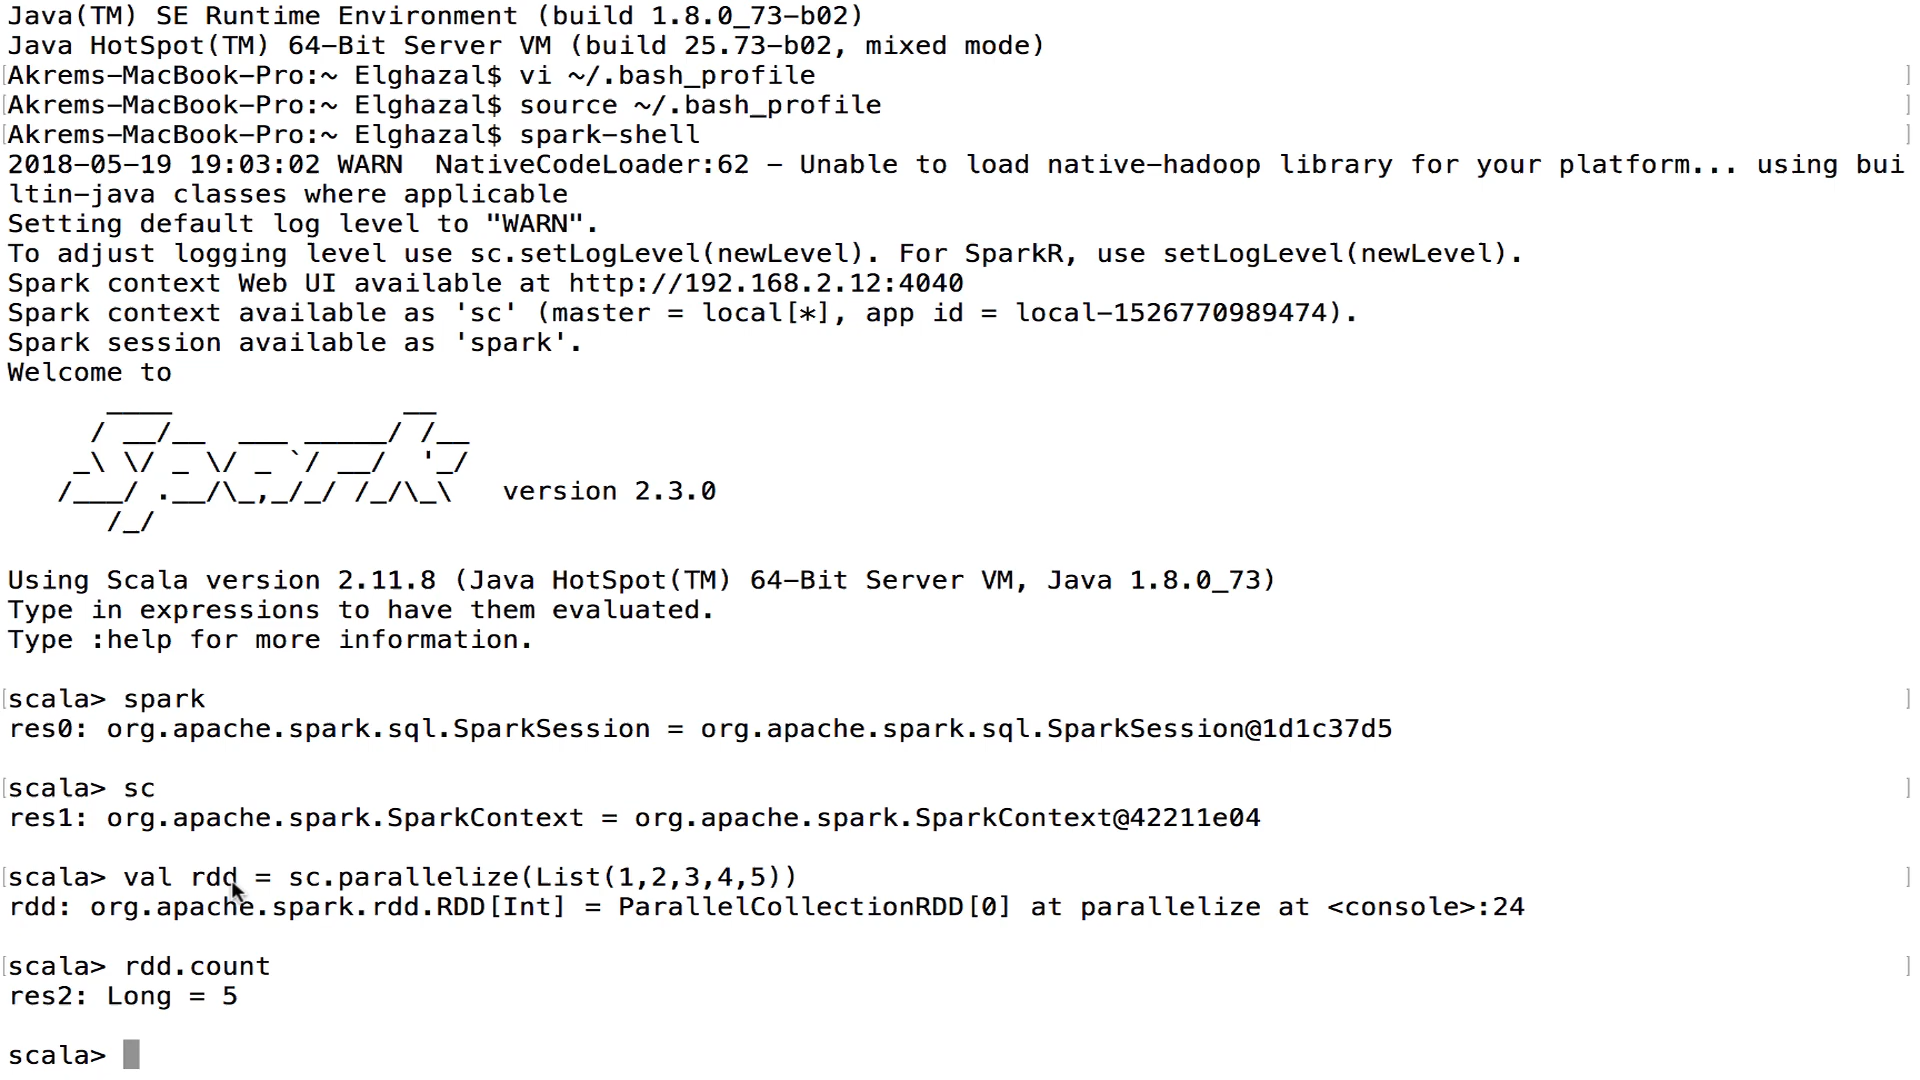 Java(TM) SE Runtime Environment (build 1.8.0_73-b02)
Java HotSpot(TM) 64-Bit Server VM (build 25.73-b02, mixed mode)
[Akrems-MacBook-Pro:~ Elghazal$ vi ~/.bash_profile ]
[Akrems-MacBook-Pro:~ Elghazal$ source ~/.bash_profile ]
[Akrems-MacBook-Pro:~ Elghazal$ spark-shell ]
2018-05-19 19:03:02 WARN  NativeCodeLoader:62 - Unable to load native-hadoop library for your platform... using bui
ltin-java classes where applicable
Setting default log level to "WARN".
To adjust logging level use sc.setLogLevel(newLevel). For SparkR, use setLogLevel(newLevel).
Spark context Web UI available at http://192.168.2.12:4040
Spark context available as 'sc' (master = local[*], app id = local-1526770989474).
Spark session available as 'spark'.
Welcome to
      ____              __
     / __/__  ___ _____/ /__
    _\ \/ _ \/ _ `/ __/  '_/
   /___/ .__/\_,_/_/ /_/\_\   version 2.3.0
      /_/
Using Scala version 2.11.8 (Java HotSpot(TM) 64-Bit Server VM, Java 1.8.0_73)
Type in expressions to have them evaluated.
Type :help for more information.
[scala> spark ]
res0: org.apache.spark.sql.SparkSession = org.apache.spark.sql.SparkSession@1d1c37d5
[scala> sc ]
res1: org.apache.spark.SparkContext = org.apache.spark.SparkContext@42211e04
[scala> val rdd = sc.parallelize(List(1,2,3,4,5)) ]
rdd: org.apache.spark.rdd.RDD[Int] = ParallelCollectionRDD[0] at parallelize at <console>:24
[scala> rdd.count ]
res2: Long = 5
scala>